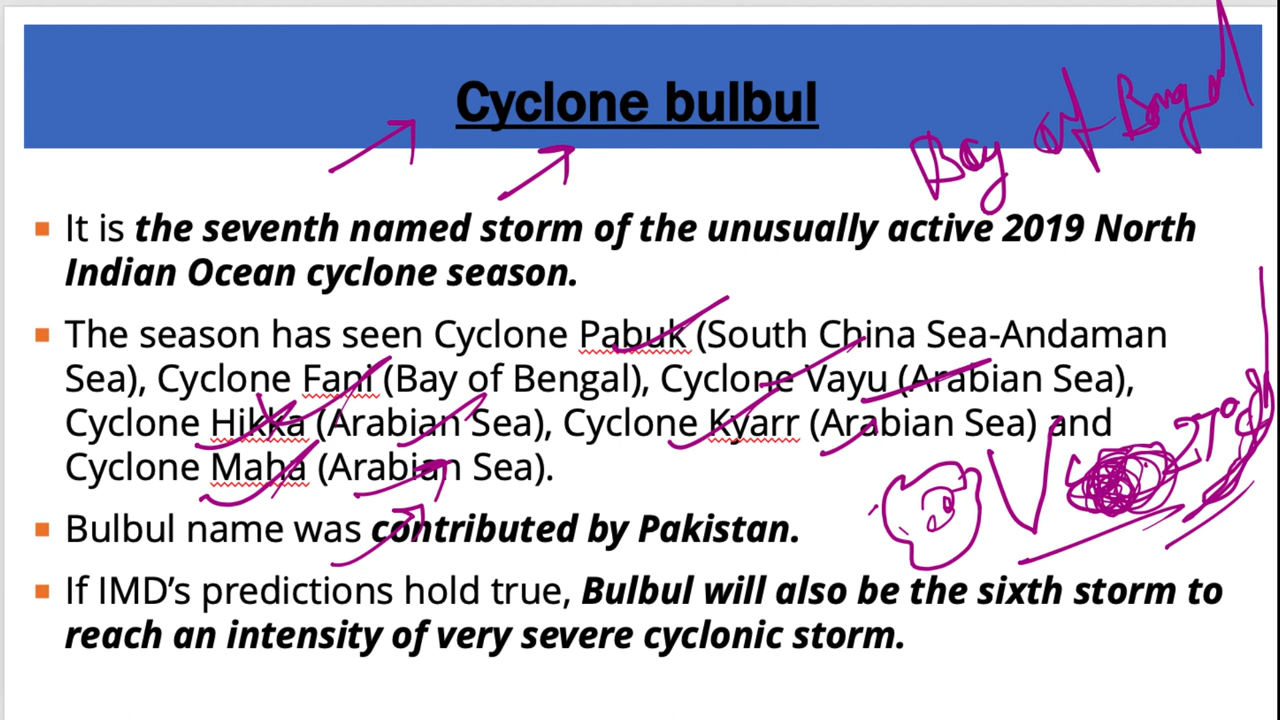 Cyclone bulbul
Bay of Bengal
It is the seventh named storm of the unusually active 2019 North
Indian Ocean cyclone season.
The season has seen Cyclone Pabuk (South China Sea-Andaman
Sea), Cyclone Fani (Bay of Bengal), Cyclone Vayu (Arabian Sea),
Cyclone Hikka (Arabian Sea), Cyclone Kyarr (Arabian Sea) and
Cyclone Maha (Arabian Sea).
Bulbul name was contributed by Pakistan.
If IMD’s predictions hold true, Bulbul will also be the sixth storm to
reach an intensity of very severe cyclonic storm.